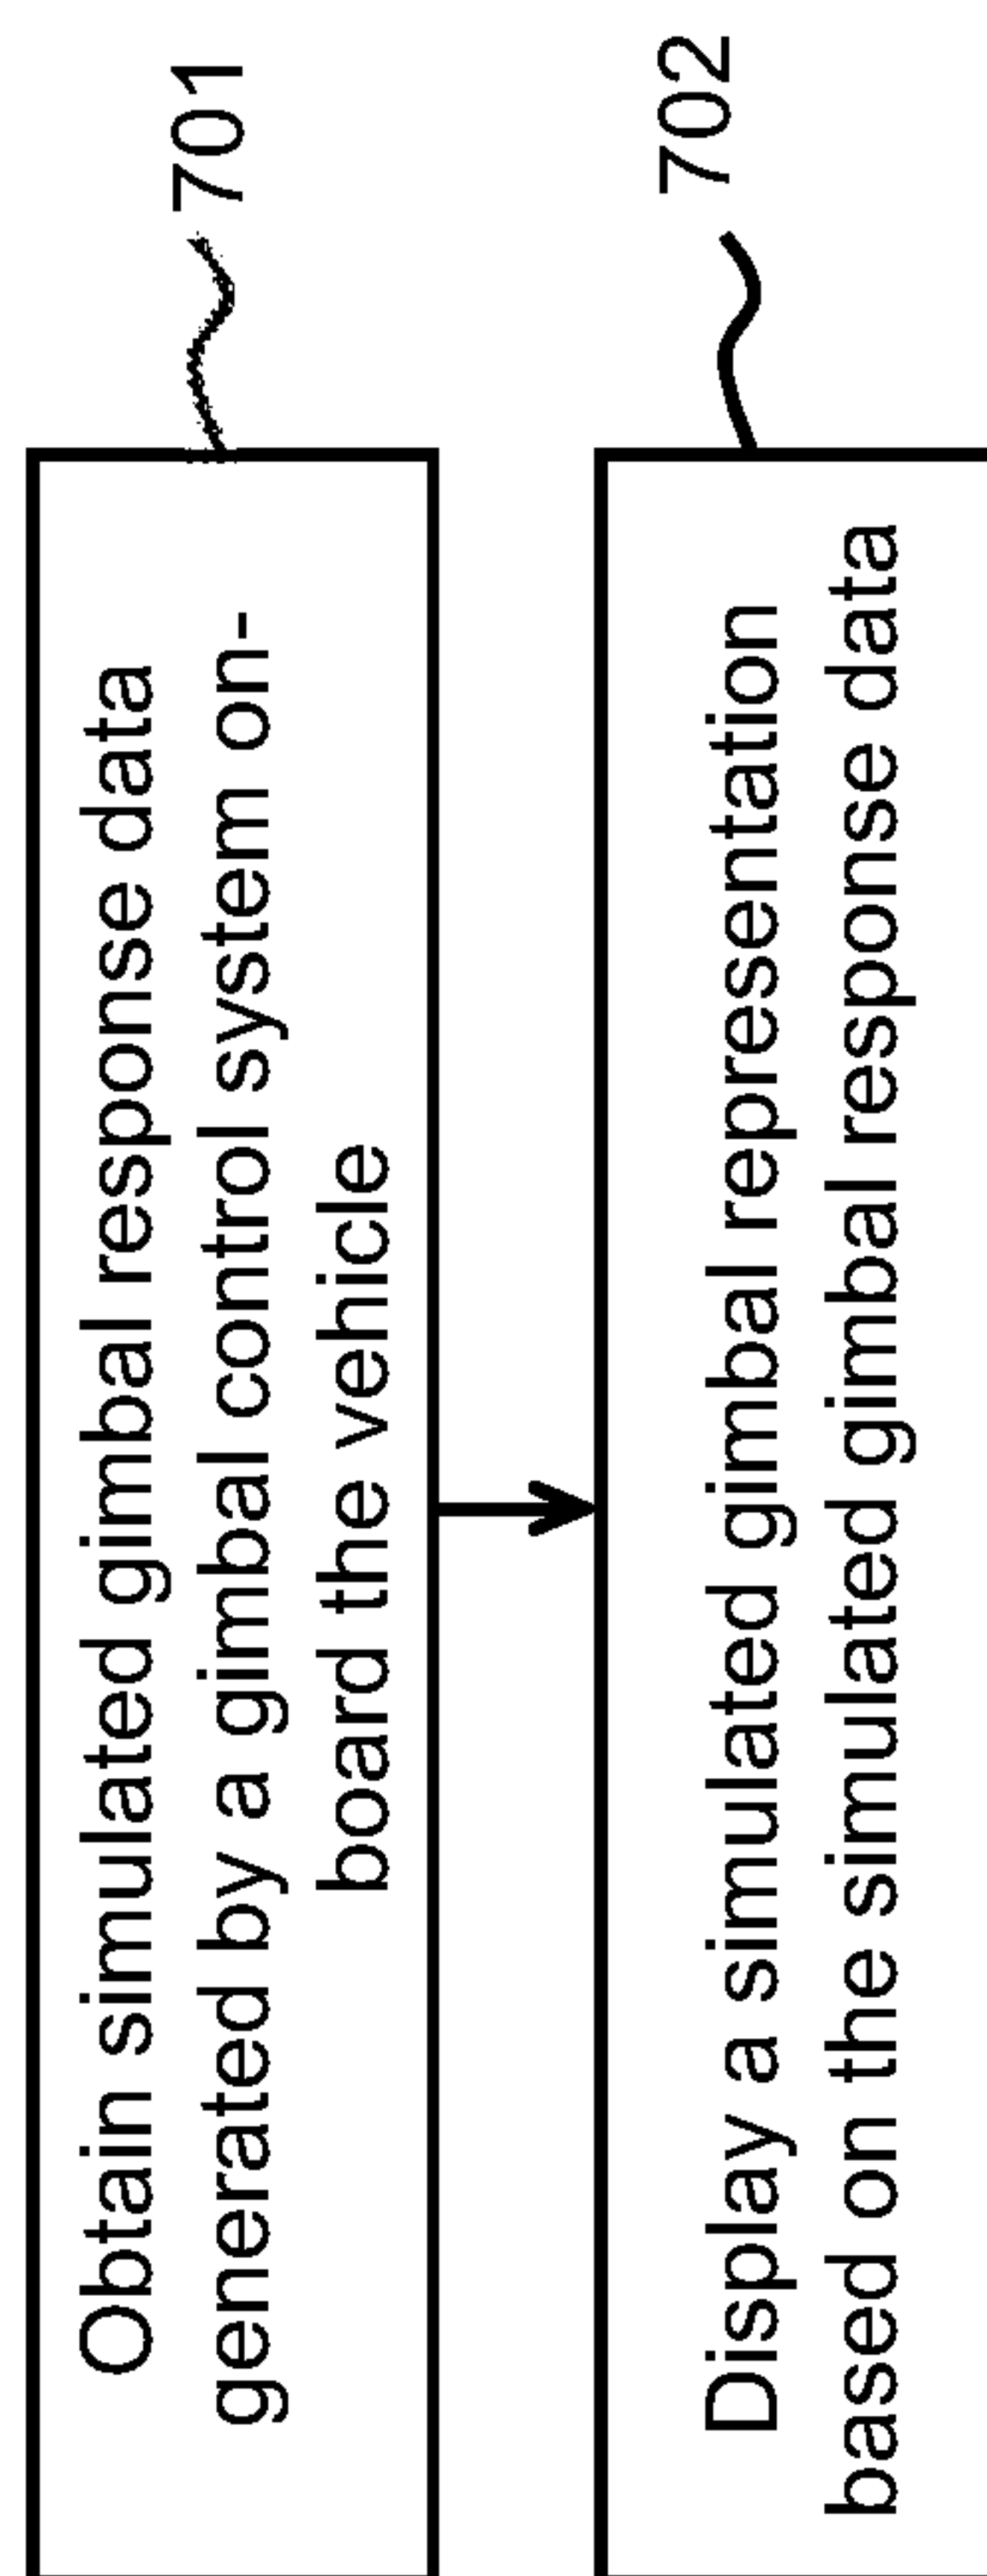 Obtain simulated gimbal response data
generated by a gimbal control system on-
board the vehicle
701
Display a simulated gimbal representation
based on the simulated gimbal response data
702